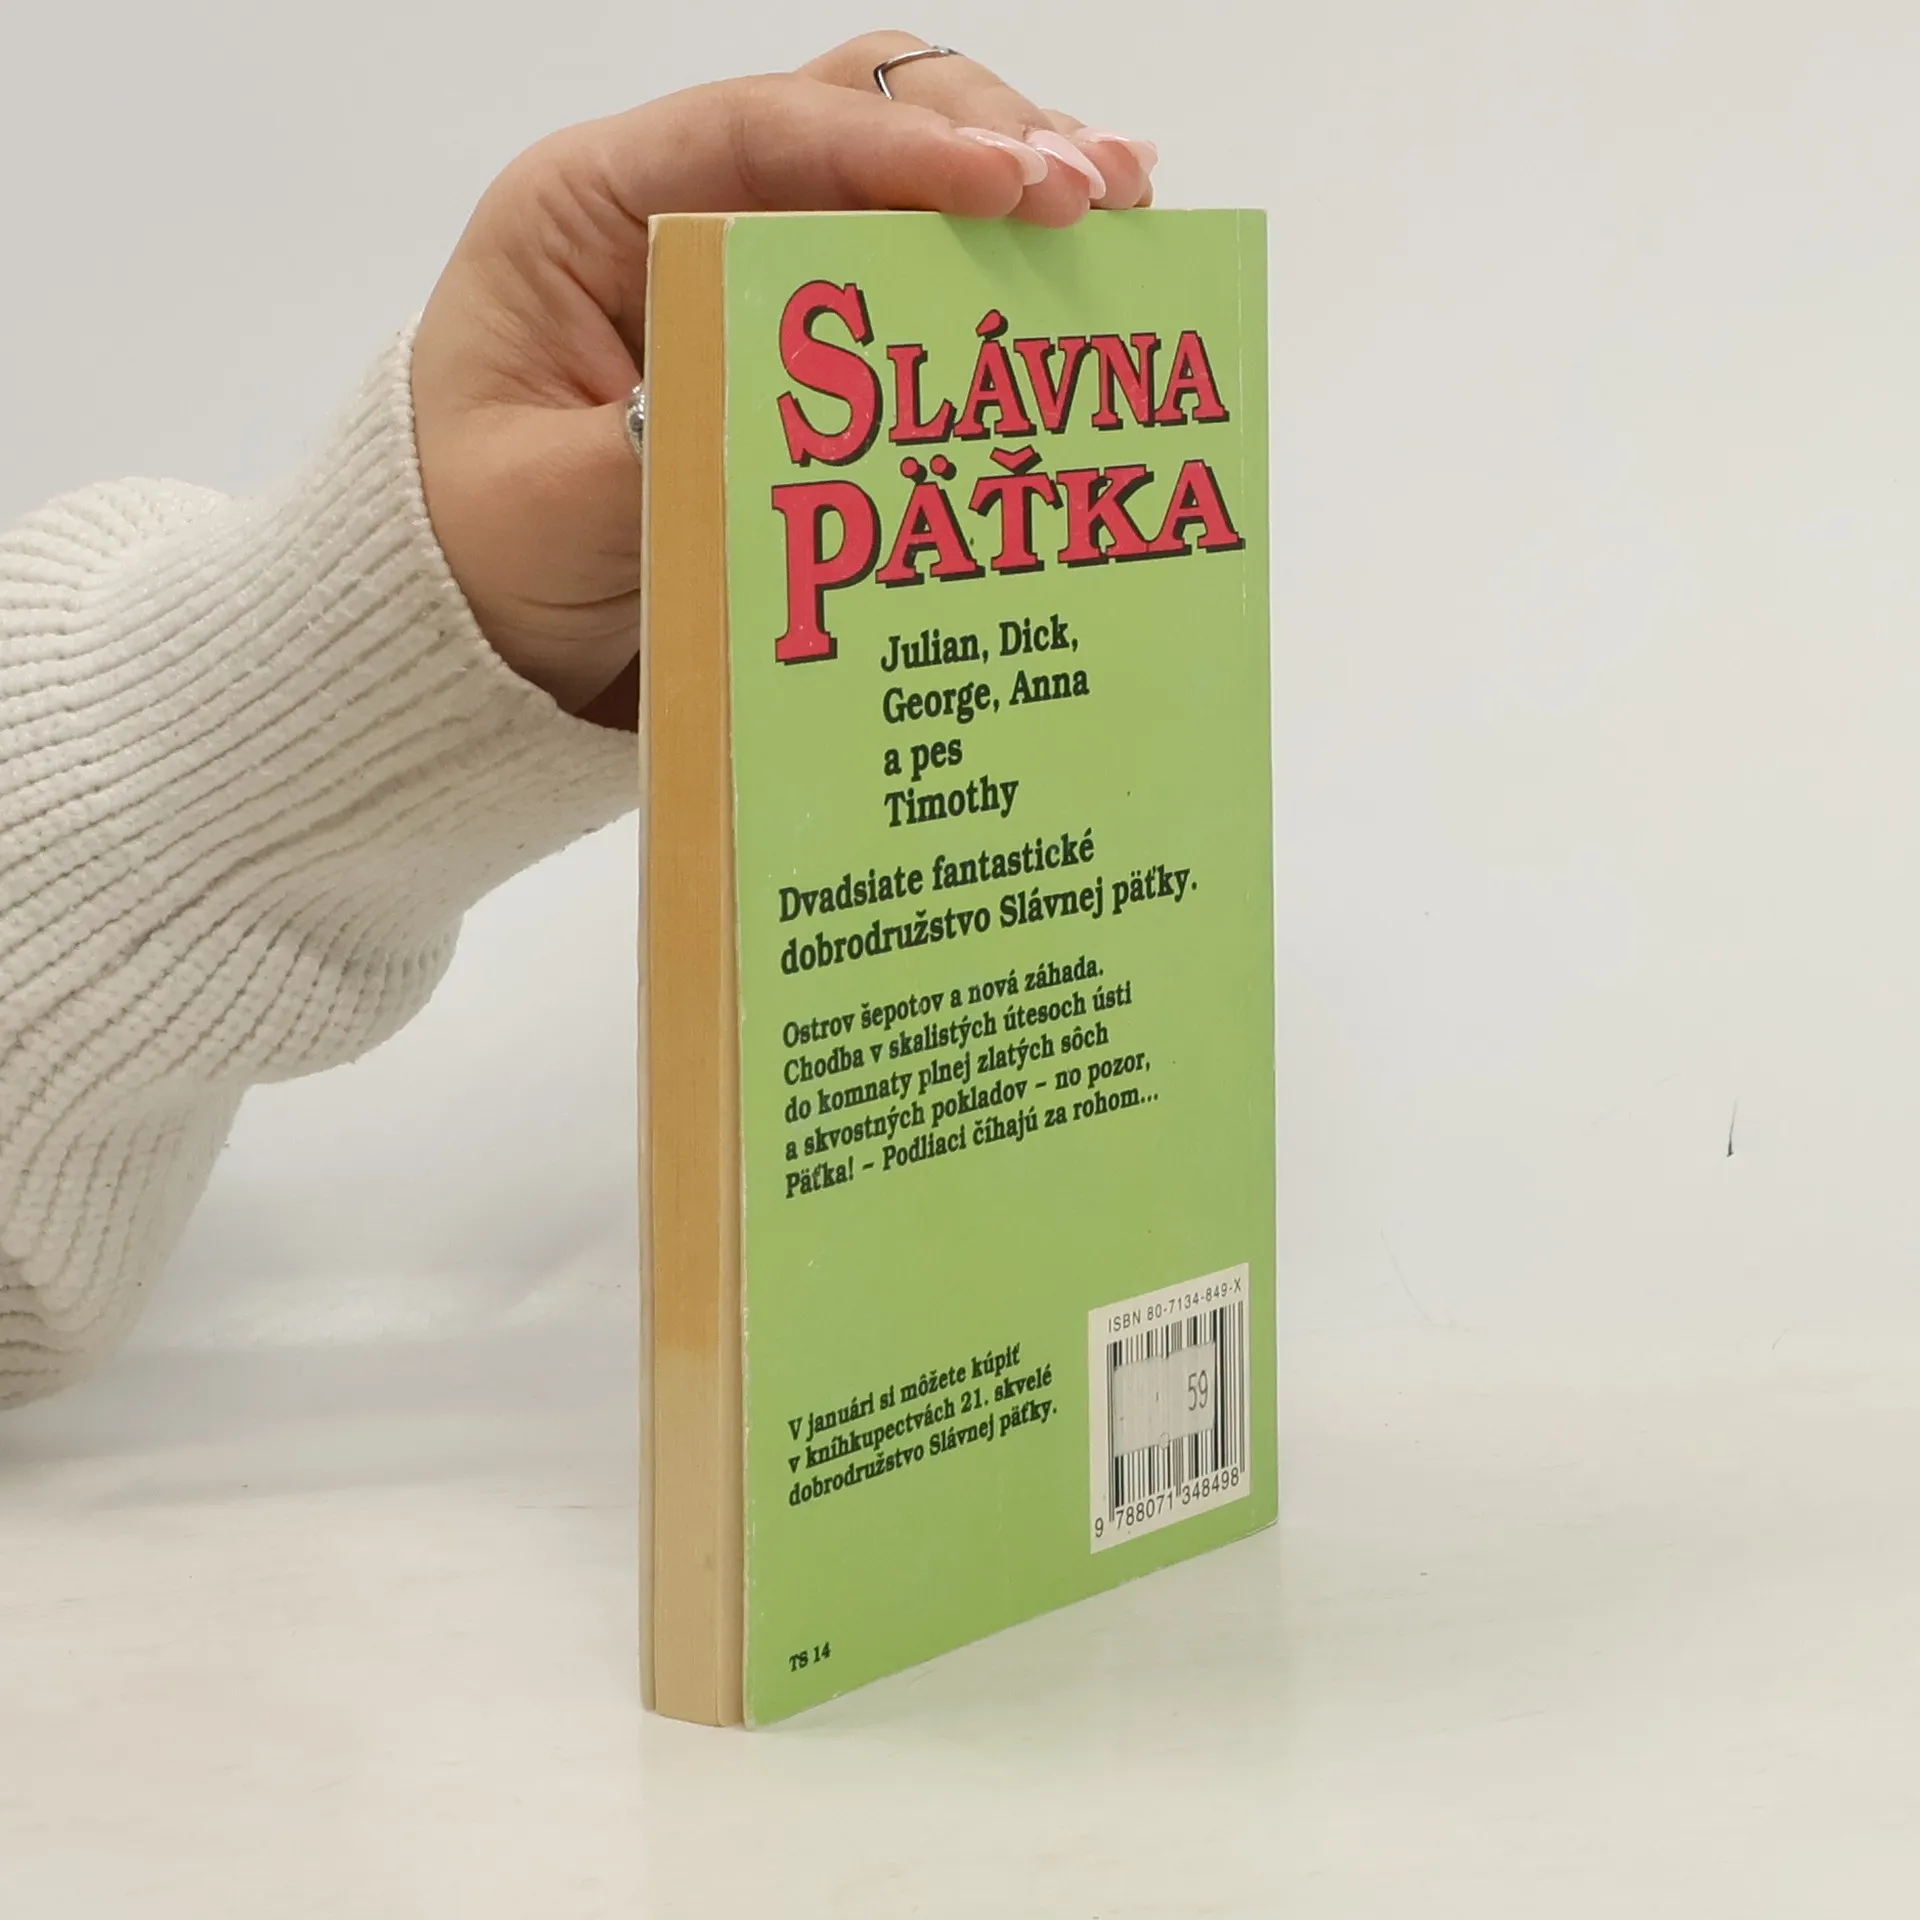 SLÁVNA
PÄŤKA
Julian, Dick,
George, Anna
a pes
Timothy
Dvadsiate fantastické
dobrodružstvo Slávnej päťky.
Ostrov šepotov a nová záhada.
Chodba v skalistých útesoch ústi
do komnaty plnej zlatých sôch
a skvostných pokladov – no pozor,
Päťka! – Podliaci číhajú za rohom...
V januári si môžete kúpiť
v kníhkupectvách 21. skvelé
dobrodružstvo Slávnej päťky.
ISBN 80-7134-849-X
59
9 788071 348498
TS 14